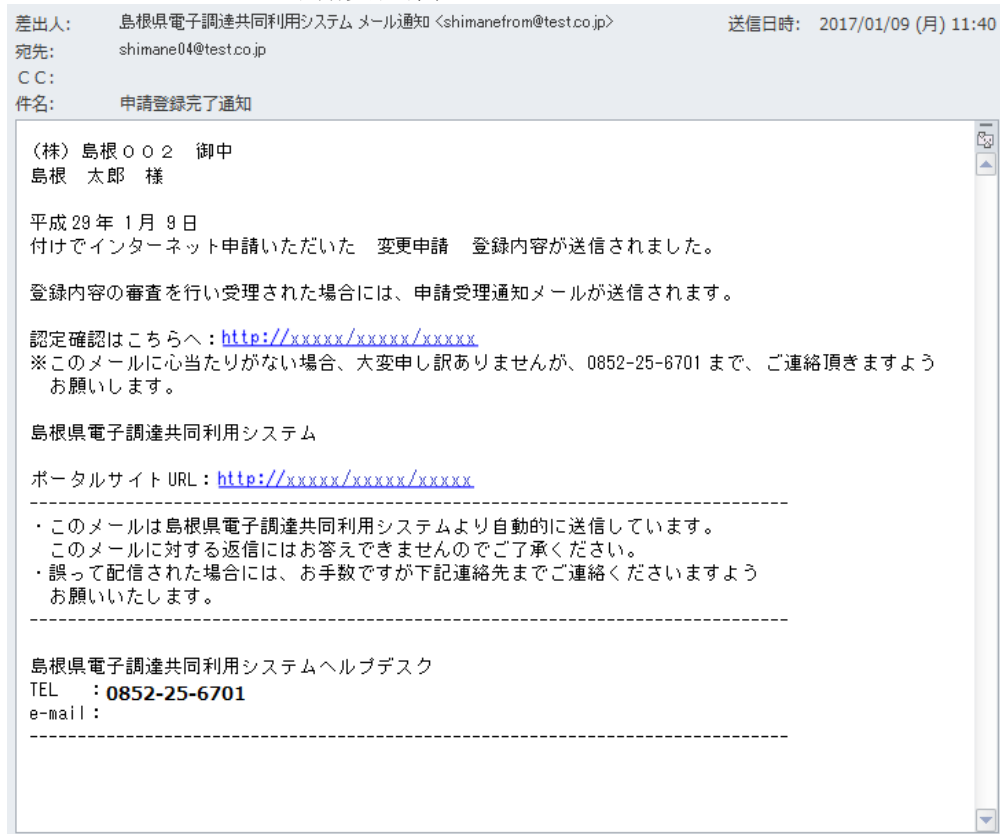 差出人: 島根県電子調達共同利用システム メール通知 <shimanefrom@test.co.jp> 送信日時: 2017/01/09 (月) 11:40
宛先: shimane04@test.co.jp
ＣＣ:
件名: 申請登録完了通知
（株）島根００２　御中
島根　太郎　様
平成29年 1月 9日
付けでインターネット申請いただいた　変更申請　登録内容が送信されました。
登録内容の審査を行い受理された場合には、申請受理通知メールが送信されます。
認定確認はこちらへ：http://xxxxx/xxxxx/xxxxx
※このメールに心当たりがない場合、大変申し訳ありませんが、0852-25-6701 まで、ご連絡頂きますよう
お願いします。
島根県電子調達共同利用システム
ポータルサイトURL：http://xxxxx/xxxxx/xxxxx
--------------------------------------------------------------------------------
・このメールは島根県電子調達共同利用システムより自動的に送信しています。
このメールに対する返信にはお答えできませんのでご了承ください。
・誤って配信された場合には、お手数ですが下記連絡先までご連絡くださいますよう
お願いいたします。
--------------------------------------------------------------------------------
島根県電子調達共同利用システムヘルプデスク
TEL　：0852-25-6701
e-mail：
--------------------------------------------------------------------------------